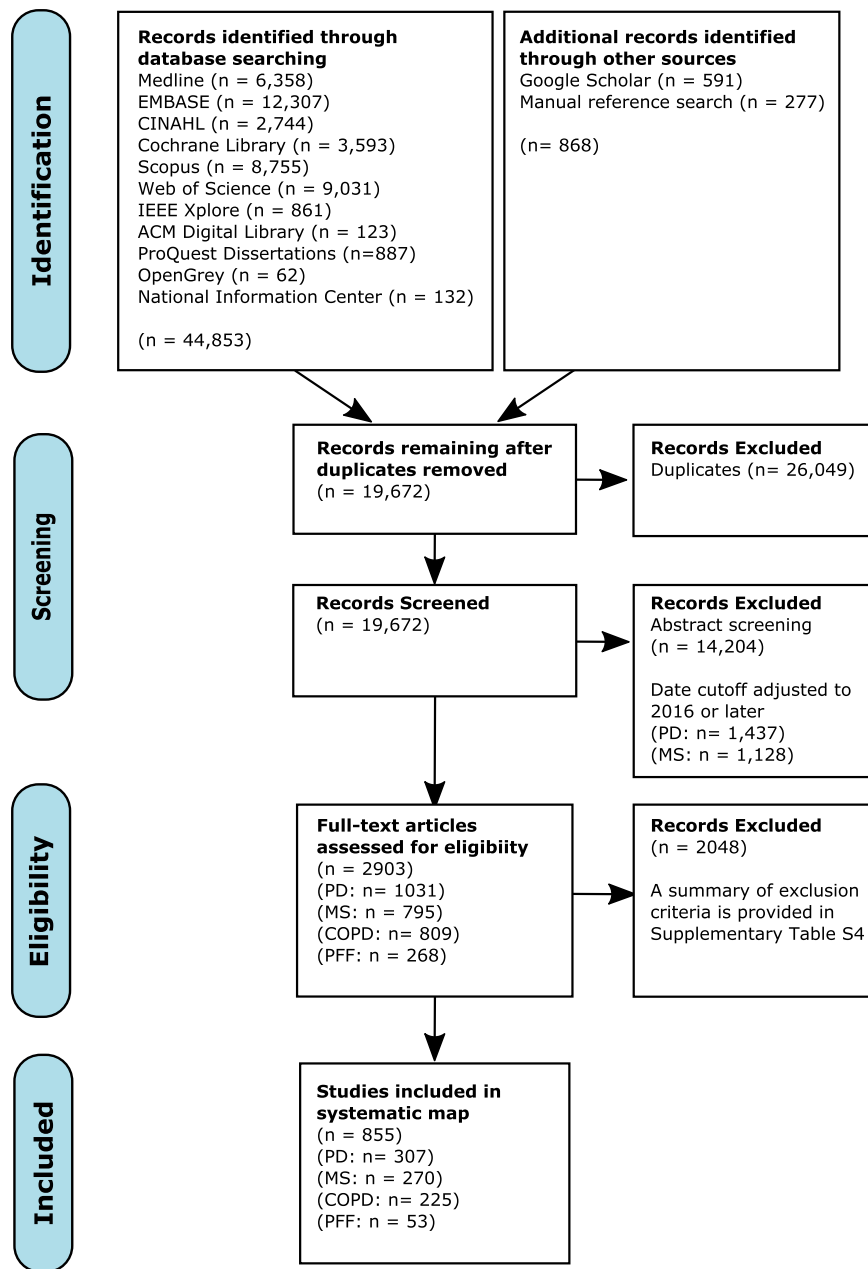 Identification
Records identified through
database searching
Medline (n = 6,358)
EMBASE (n = 12,307)
CINAHL (n = 2,744)
Cochrane Library (n = 3,593)
Scopus (n = 8,755)
Web of Science (n = 9,031)
IEEE Xplore (n = 861)
ACM Digital Library (n = 123)
ProQuest Dissertations (n=887)
OpenGrey (n = 62)
National Information Center (n = 132)
(n = 44,853)
Additional records identified
through other sources
Google Scholar (n = 591)
Manual reference search (n = 277)
(n= 868)
Screening
Records remaining after
duplicates removed
(n = 19,672)
Records Excluded
Duplicates (n= 26,049)
Records Screened
(n = 19,672)
Records Excluded
Abstract screening
(n = 14,204)
Date cutoff adjusted to
2016 or later
(PD: n= 1,437)
(MS: n = 1,128)
Eligibility
Full-text articles
assessed for eligibiity
(n = 2903)
(PD: n= 1031)
(MS: n = 795)
(COPD: n = 809)
(PFF: n = 268)
Records Excluded
(n = 2048)
A summary of exclusion
criteria is provided in
Supplementary Table S4
Included
Studies included in
systematic map
(n = 855)
(PD: n= 307)
(MS: n = 270)
(COPD: n= 225)
(PFF: n = 53)